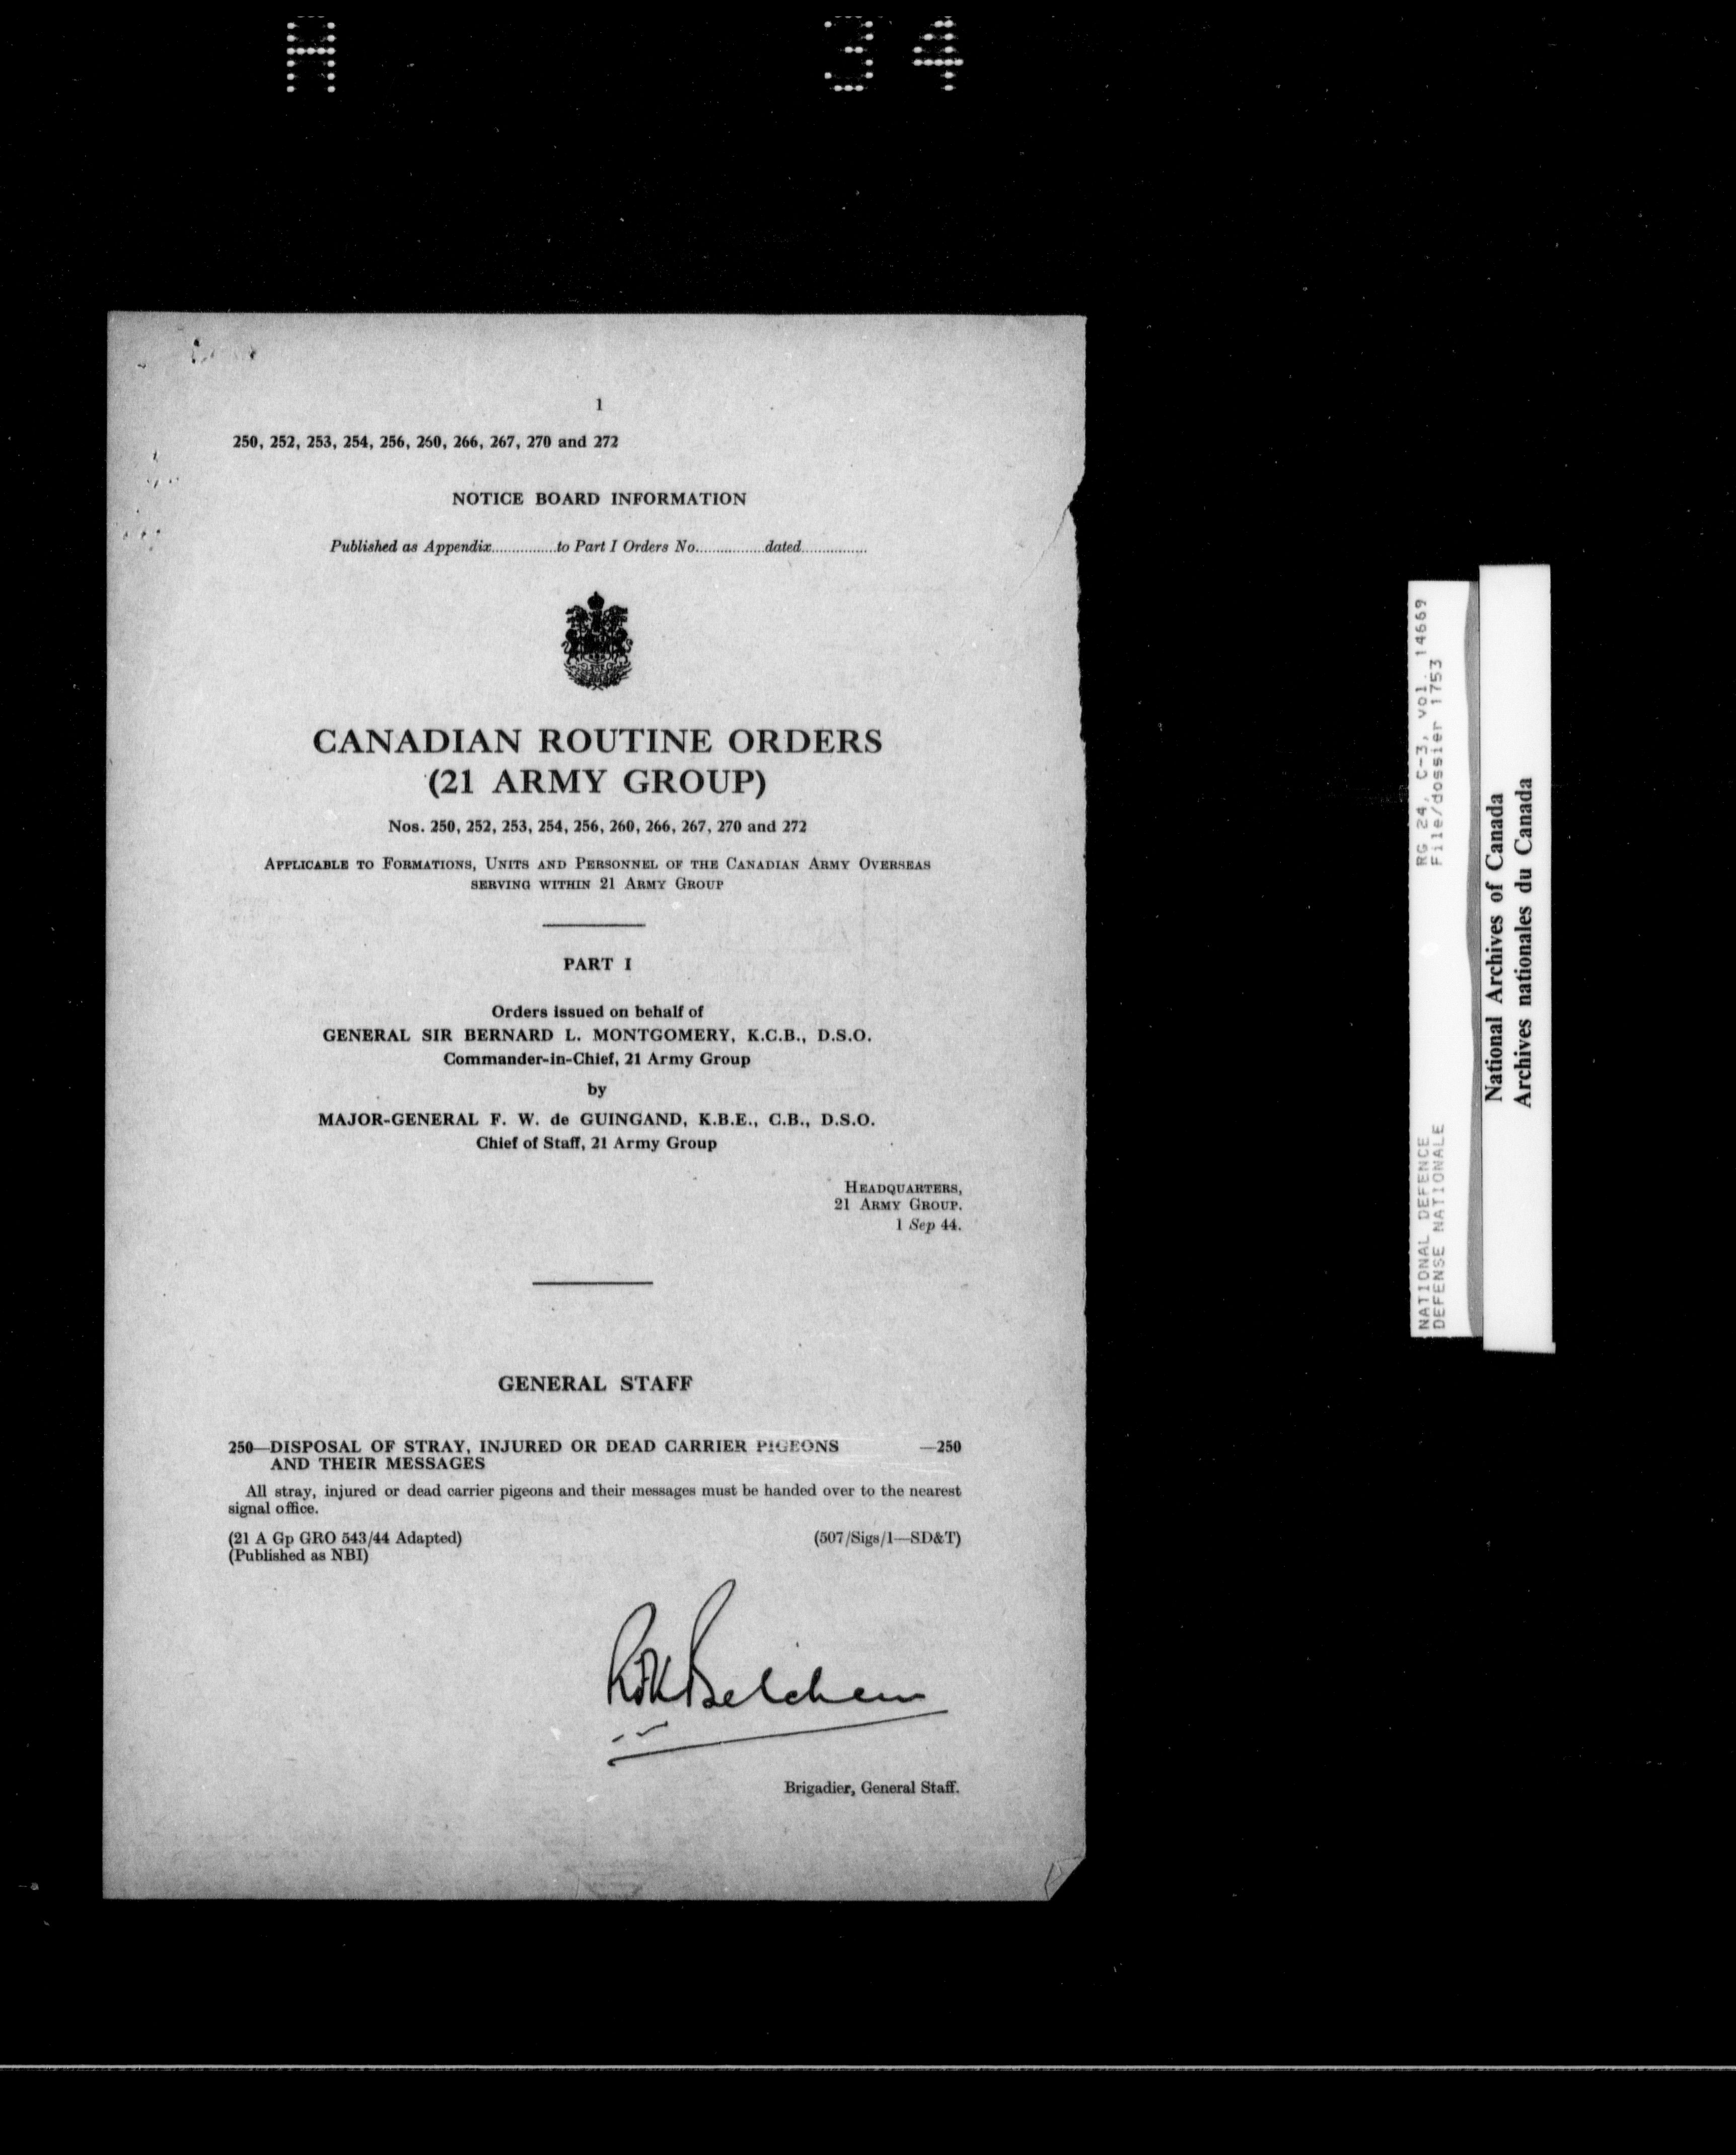 A 34
1
250, 252, 253, 254, 256, 260, 266, 267, 270 and 272
NOTICE BOARD INFORMATION
Published as Appendix................to Part I Orders No.................dated................
CANADIAN ROUTINE ORDERS
(21 ARMY GROUP)
Nos. 250, 252, 253, 254, 256, 260, 266, 267, 270 and 272
APPLICABLE TO FORMATIONS, UNITS AND PERSONNEL OF THE CANADIAN ARMY OVERSEAS
SERVING WITHIN 21 ARMY GROUP
PART I
Orders issued on behalf of
GENERAL SIR BERNARD L. MONTGOMERY, K.C.B., D.S.O.
Commander-in-Chief, 21 Army Group
by
MAJOR-GENERAL F. W. de GUINGAND, K.B.E., C.B., D.S.O.
Chief of Staff, 21 Army Group
HEADQUARTERS,
21 ARMY GROUP.
1 Sep 44.
GENERAL STAFF
250—DISPOSAL OF STRAY, INJURED OR DEAD CARRIER PIGEONS —250
AND THEIR MESSAGES
All stray, injured or dead carrier pigeons and their messages must be handed over to the nearest
signal office.
(21 A Gp GRO 543/44 Adapted) (507/Sigs/1—SD&T)
(Published as NBI)
RFK Belchem
Brigadier, General Staff.
NATIONAL DEFENCE RG 24, C-3, vol. 14669
DEFENSE NATIONALE File/dossier 1753
National Archives of Canada
Archives nationales du Canada